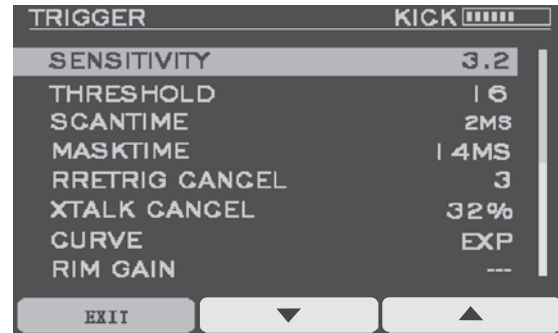 TRIGGER KICK
SENSITIVITY 3.2
THRESHOLD 16
SCANTIME 2MS
MASKTIME 14MS
RRETRIG CANCEL 3
XTALK CANCEL 32%
CURVE EXP
RIM GAIN ---
EXIT